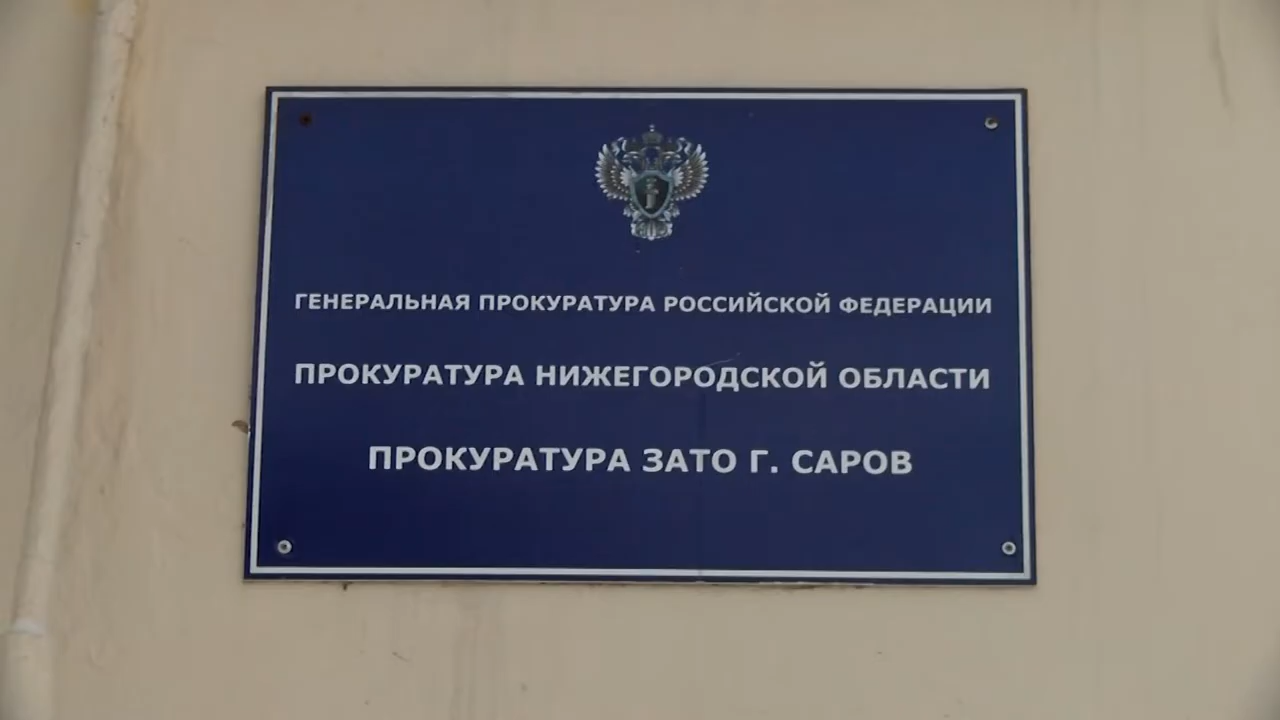 ГЕНЕРАЛЬНАЯ ПРОКУРАТУРА РОССИЙСКОЙ ФЕДЕРАЦИИ
ПРОКУРАТУРА НИЖЕГОРОДСКОЙ ОБЛАСТИ
ПРОКУРАТУРА ЗАТО Г. САРОВ